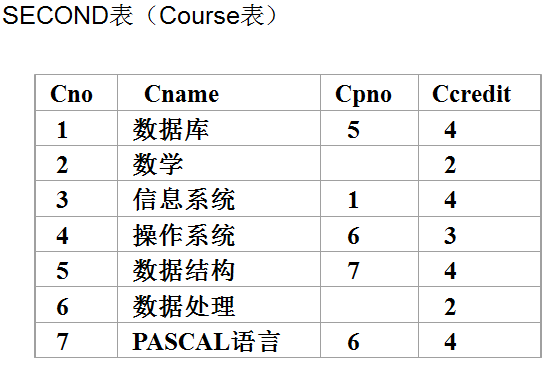 SECOND表（Course表）
Cno Cname Cpno Ccredit
1 数据库 5 4
2 数学 2
3 信息系统 1 4
4 操作系统 6 3
5 数据结构 7 4
6 数据处理 2
7 PASCAL语言 6 4